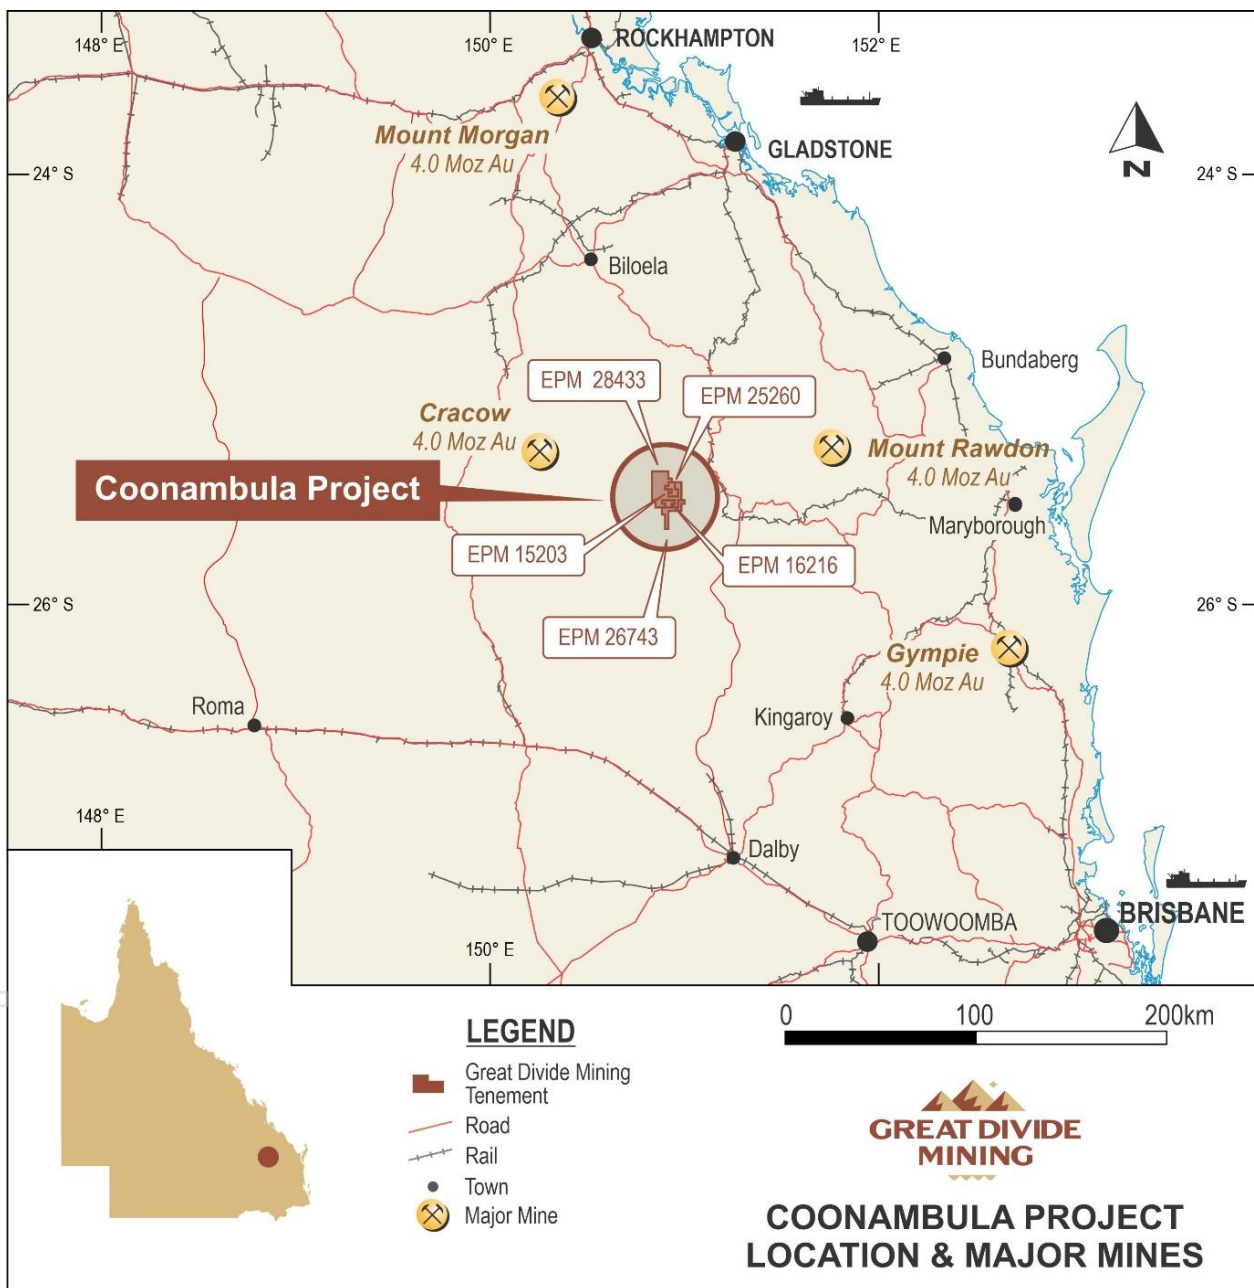 148° E
150° E
152° E
ROCKHAMPTON
Mount Morgan
4.0 Moz Au
GLADSTONE
N
24° S
24° S
Biloela
Bundaberg
EPM 28433
EPM 25260
Cracow
4.0 Moz Au
Mount Rawdon
4.0 Moz Au
Coonambula Project
Maryborough
EPM 15203
EPM 16216
26° S
26° S
EPM 26743
Gympie
4.0 Moz Au
Roma
Kingaroy
148° E
Dalby
TOOWOOMBA
BRISBANE
150° E
0 100 200km
LEGEND
Great Divide Mining
Tenement
Road
Rail
Town
Major Mine
GREAT DIVIDE
MINING
COONAMBULA PROJECT
LOCATION & MAJOR MINES